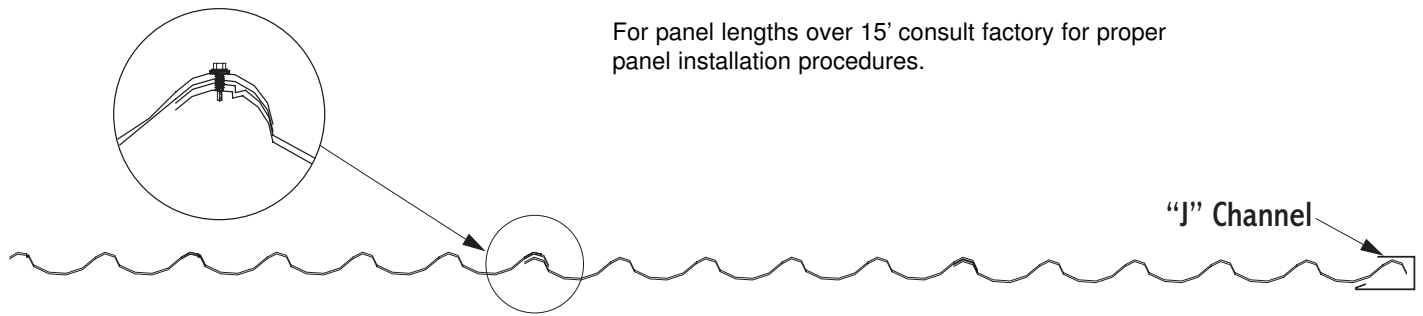 For panel lengths over 15’ consult factory for proper
panel installation procedures.
“J” Channel